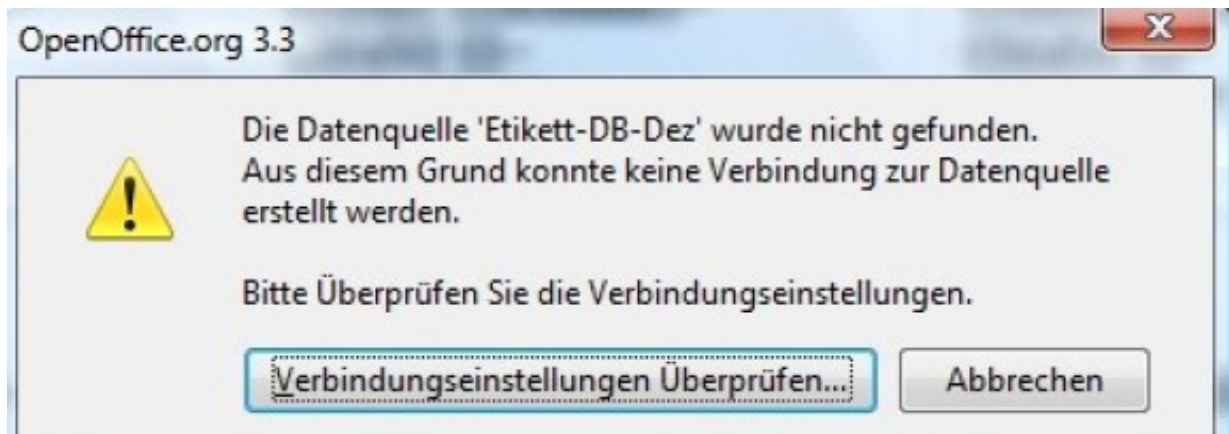 OpenOffice.org 3.3
Die Datenquelle 'Etikett-DB-Dez' wurde nicht gefunden.
Aus diesem Grund konnte keine Verbindung zur Datenquelle
erstellt werden.
Bitte Überprüfen Sie die Verbindungseinstellungen.
Verbindungseinstellungen Überprüfen...
Abbrechen